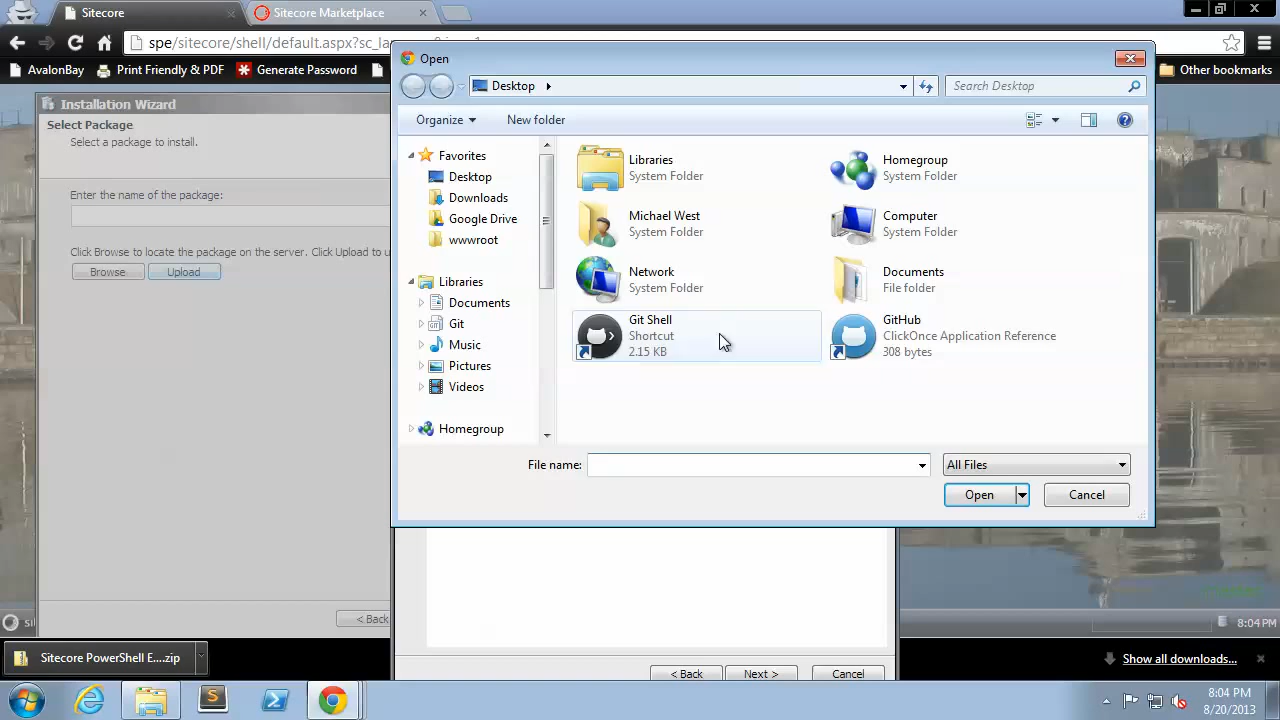 Sitecore
Sitecore Marketplace
spe/sitecore/shell/default.aspx?sc_la
AvalonBay
Print Friendly & PDF
Generate Password
Other bookmarks
Installation Wizard
Select Package
Select a package to install.
Enter the name of the package:
Click Browse to locate the package on the server. Click Upload to u
Browse
Upload
< Back
Open
Desktop
Search Desktop
Organize
New folder
Favorites
Desktop
Downloads
Google Drive
wwwroot
Libraries
Documents
Git
Music
Pictures
Videos
Homegroup
Libraries
System Folder
Homegroup
System Folder
Michael West
System Folder
Computer
System Folder
Network
System Folder
Documents
File folder
Git Shell
Shortcut
2.15 KB
GitHub
ClickOnce Application Reference
308 bytes
File name:
All Files
Open
Cancel
< Back
Next >
Cancel
8:04 PM
Sitecore PowerShell E....zip
Show all downloads...
8:04 PM
8/20/2013